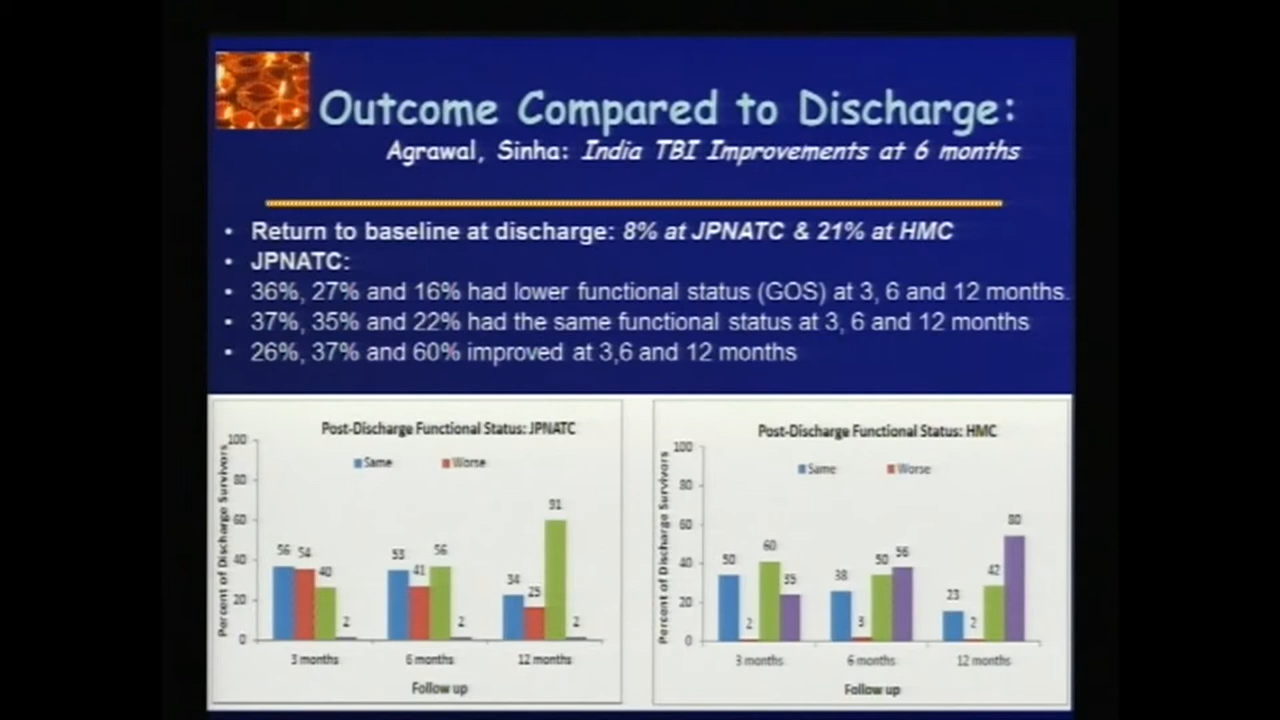 Outcome Compared to Discharge:
Agrawal, Sinha: India TBI Improvements at 6 months
• Return to baseline at discharge: 8% at JPNATC & 21% at HMC
• JPNATC:
• 36%, 27% and 16% had lower functional status (GOS) at 3, 6 and 12 months.
• 37%, 35% and 22% had the same functional status at 3, 6 and 12 months
• 26%, 37% and 60% improved at 3,6 and 12 months
Post-Discharge Functional Status: JPNATC
Same Worse
Percent of Discharge Survivors
100
80
60
40
20
0
56 54 40 2
53 41 56 2
34 25 91 2
3 months 6 months 12 months
Follow up
Post-Discharge Functional Status: HMC
Same Worse
Percent of Discharge Survivors
100
80
60
40
20
0
50 2 60 35
38 3 50 56
23 2 42 80
3 months 6 months 12 months
Follow up